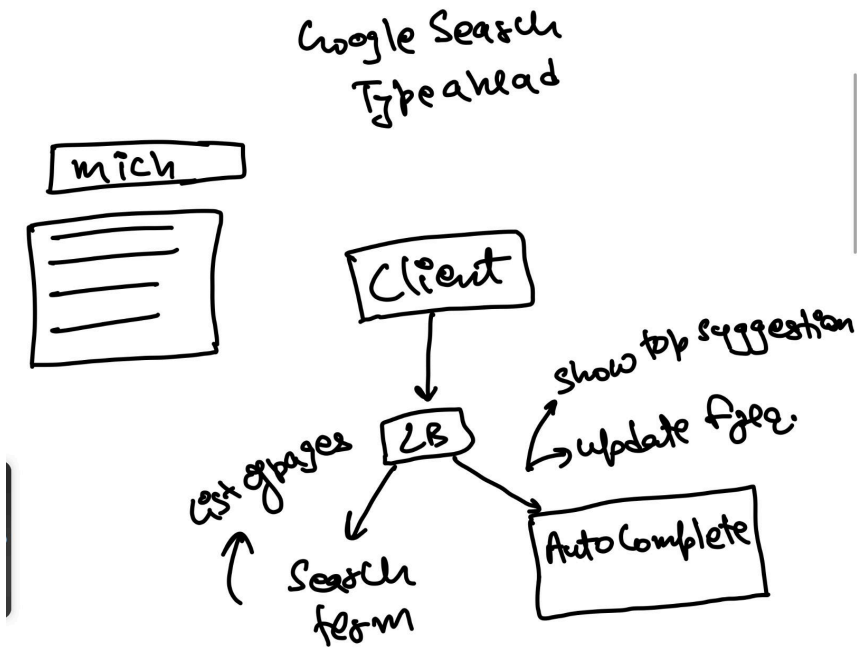 Google Search
Typeahead
mich
Client
show top suggestion
update freq.
LB
List of pages
Search
term
AutoComplete